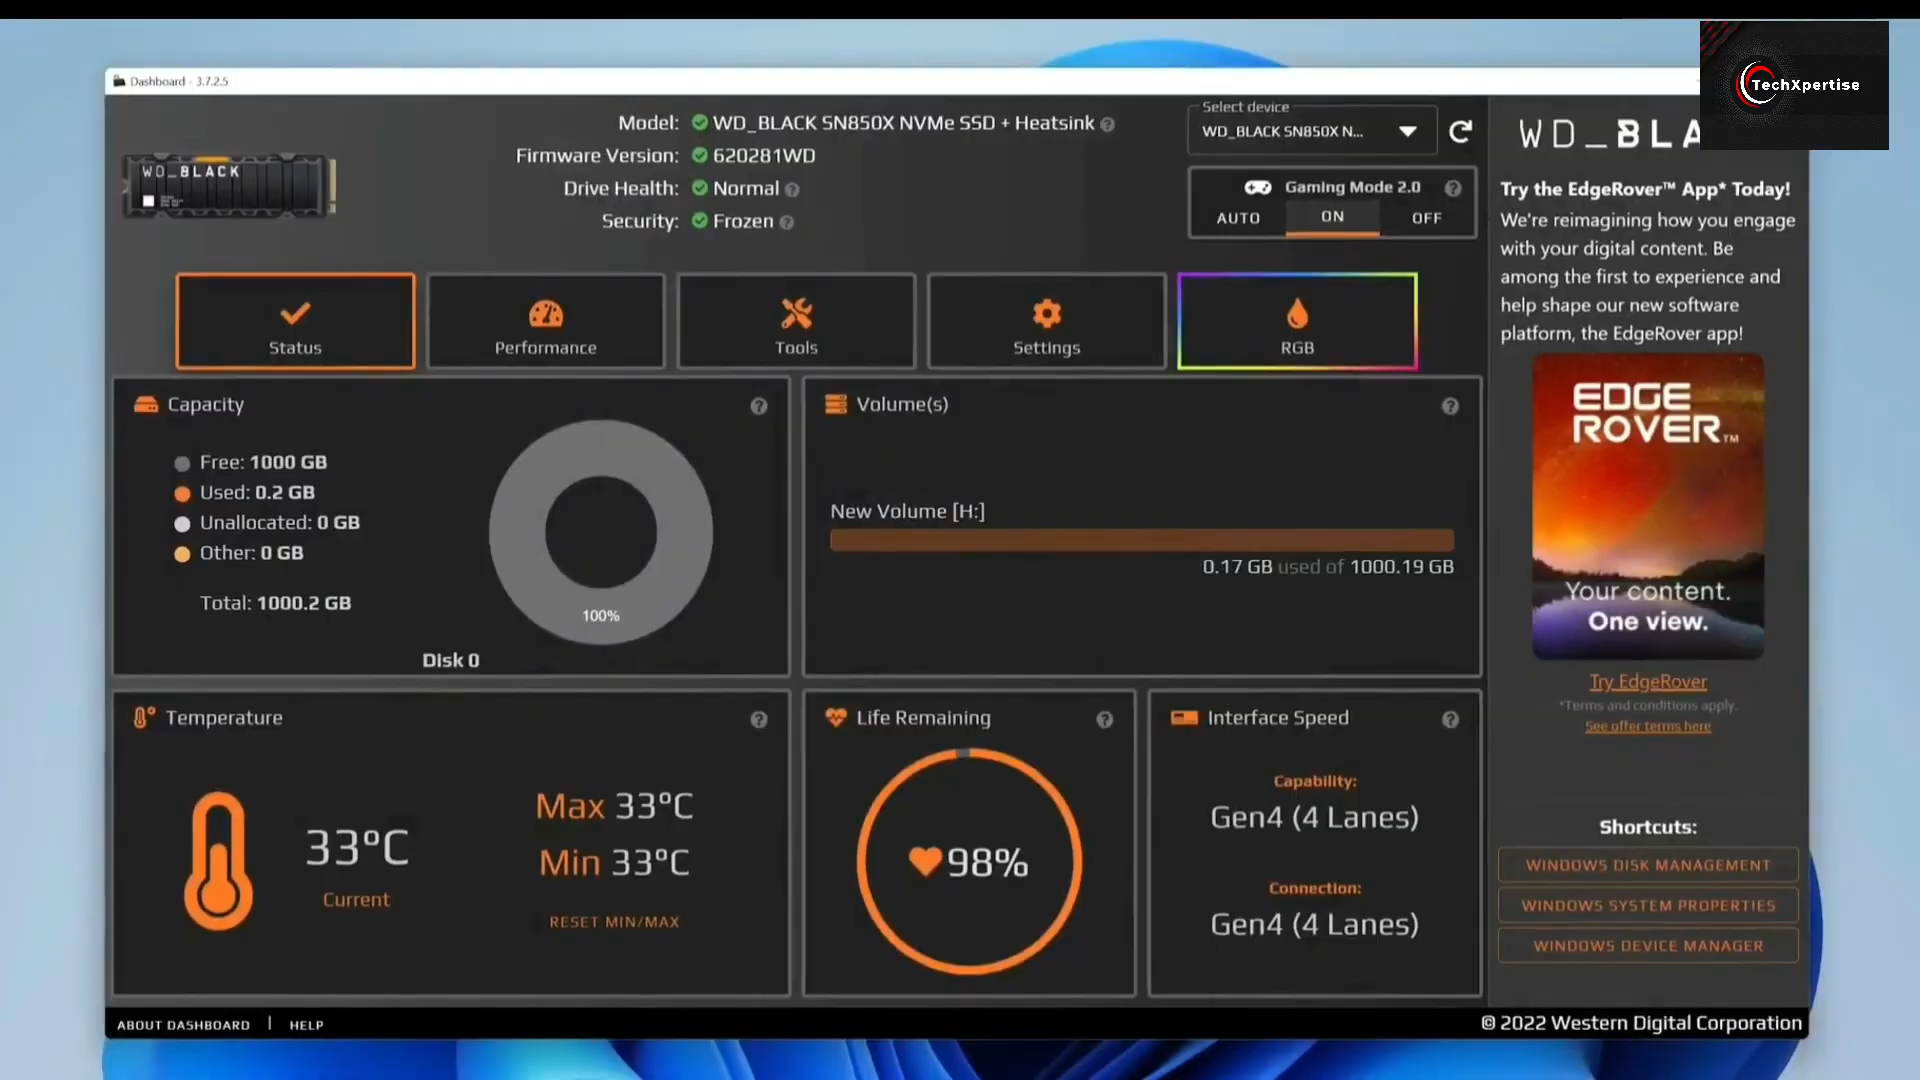 Dashboard - 3.7.2.5
TechXpertise
WD_BLACK
Model: WD_BLACK SN850X NVMe SSD + Heatsink
Firmware Version: 620281WD
Drive Health: Normal
Security: Frozen
Select device
WD_BLACK SN850X N...
Gaming Mode 2.0
AUTO ON OFF
WD_BLA
Try the EdgeRover™ App* Today!
We're reimagining how you engage
with your digital content. Be
among the first to experience and
help shape our new software
platform, the EdgeRover app!
Status
Performance
Tools
Settings
RGB
Capacity
Free: 1000 GB
Used: 0.2 GB
Unallocated: 0 GB
Other: 0 GB
Total: 1000.2 GB
100%
Disk 0
Volume(s)
New Volume [H:]
0.17 GB used of 1000.19 GB
EDGE
ROVER™
Your content.
One view.
Try EdgeRover
*Terms and conditions apply.
See offer terms here
Temperature
33°C
Current
Max 33°C
Min 33°C
RESET MIN/MAX
Life Remaining
98%
Interface Speed
Capability:
Gen4 (4 Lanes)
Connection:
Gen4 (4 Lanes)
Shortcuts:
WINDOWS DISK MANAGEMENT
WINDOWS SYSTEM PROPERTIES
WINDOWS DEVICE MANAGER
ABOUT DASHBOARD | HELP
© 2022 Western Digital Corporation